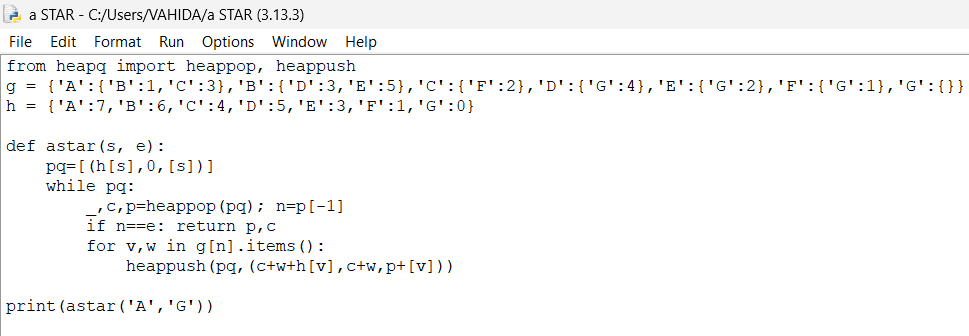 a STAR - C:/Users/VAHIDA/a STAR (3.13.3)
File Edit Format Run Options Window Help
from heapq import heappop, heappush
g = {'A':{'B':1,'C':3},'B':{'D':3,'E':5},'C':{'F':2},'D':{'G':4},'E':{'G':2},'F':{'G':1},'G':{}}
h = {'A':7,'B':6,'C':4,'D':5,'E':3,'F':1,'G':0}

def astar(s, e):
    pq=[(h[s],0,[s])]
    while pq:
        _,c,p=heappop(pq); n=p[-1]
        if n==e: return p,c
        for v,w in g[n].items():
            heappush(pq,(c+w+h[v],c+w,p+[v]))

print(astar('A','G'))